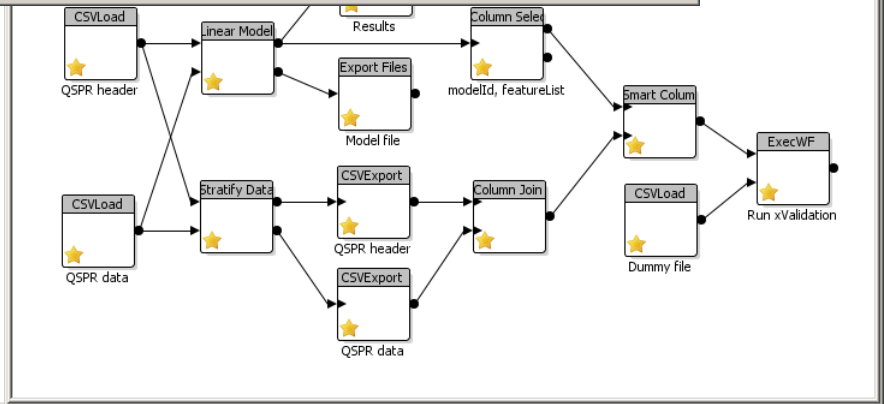 CSVLoad
QSPR header
Linear Model
Results
Column Selec
modelId, featureList
Export Files
Model file
Smart Colum
ExecWF
Run xValidation
CSVLoad
QSPR data
Stratify Data
CSVExport
QSPR header
Column Join
CSVLoad
Dummy file
CSVExport
QSPR data